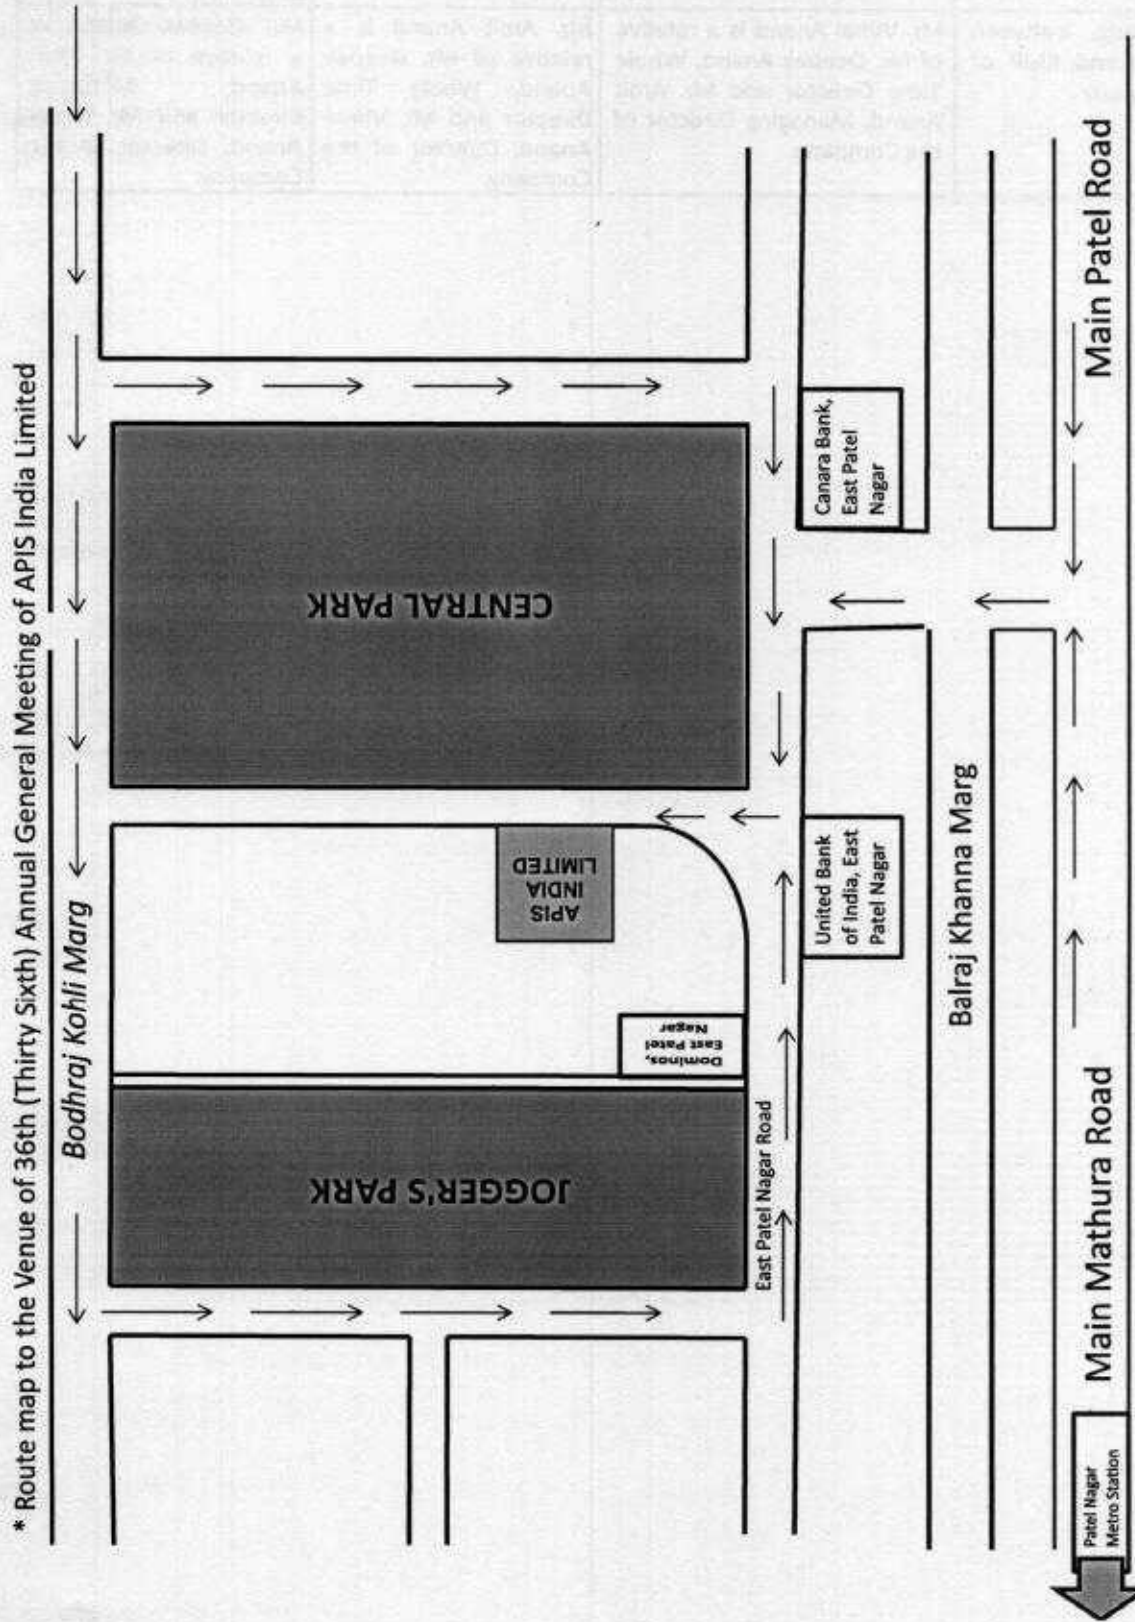 * Route map to the Venue of 36th (Thirty Sixth) Annual General Meeting of APIS India Limited
Bodhraj Kohli Marg
JOGGER'S PARK
CENTRAL PARK
APIS
INDIA
LIMITED
Dominos,
East Patel
Nagar
East Patel Nagar Road
United Bank
of India, East
Patel Nagar
Canara Bank,
East Patel
Nagar
Balraj Khanna Marg
Patel Nagar
Metro Station
Main Mathura Road
Main Patel Road